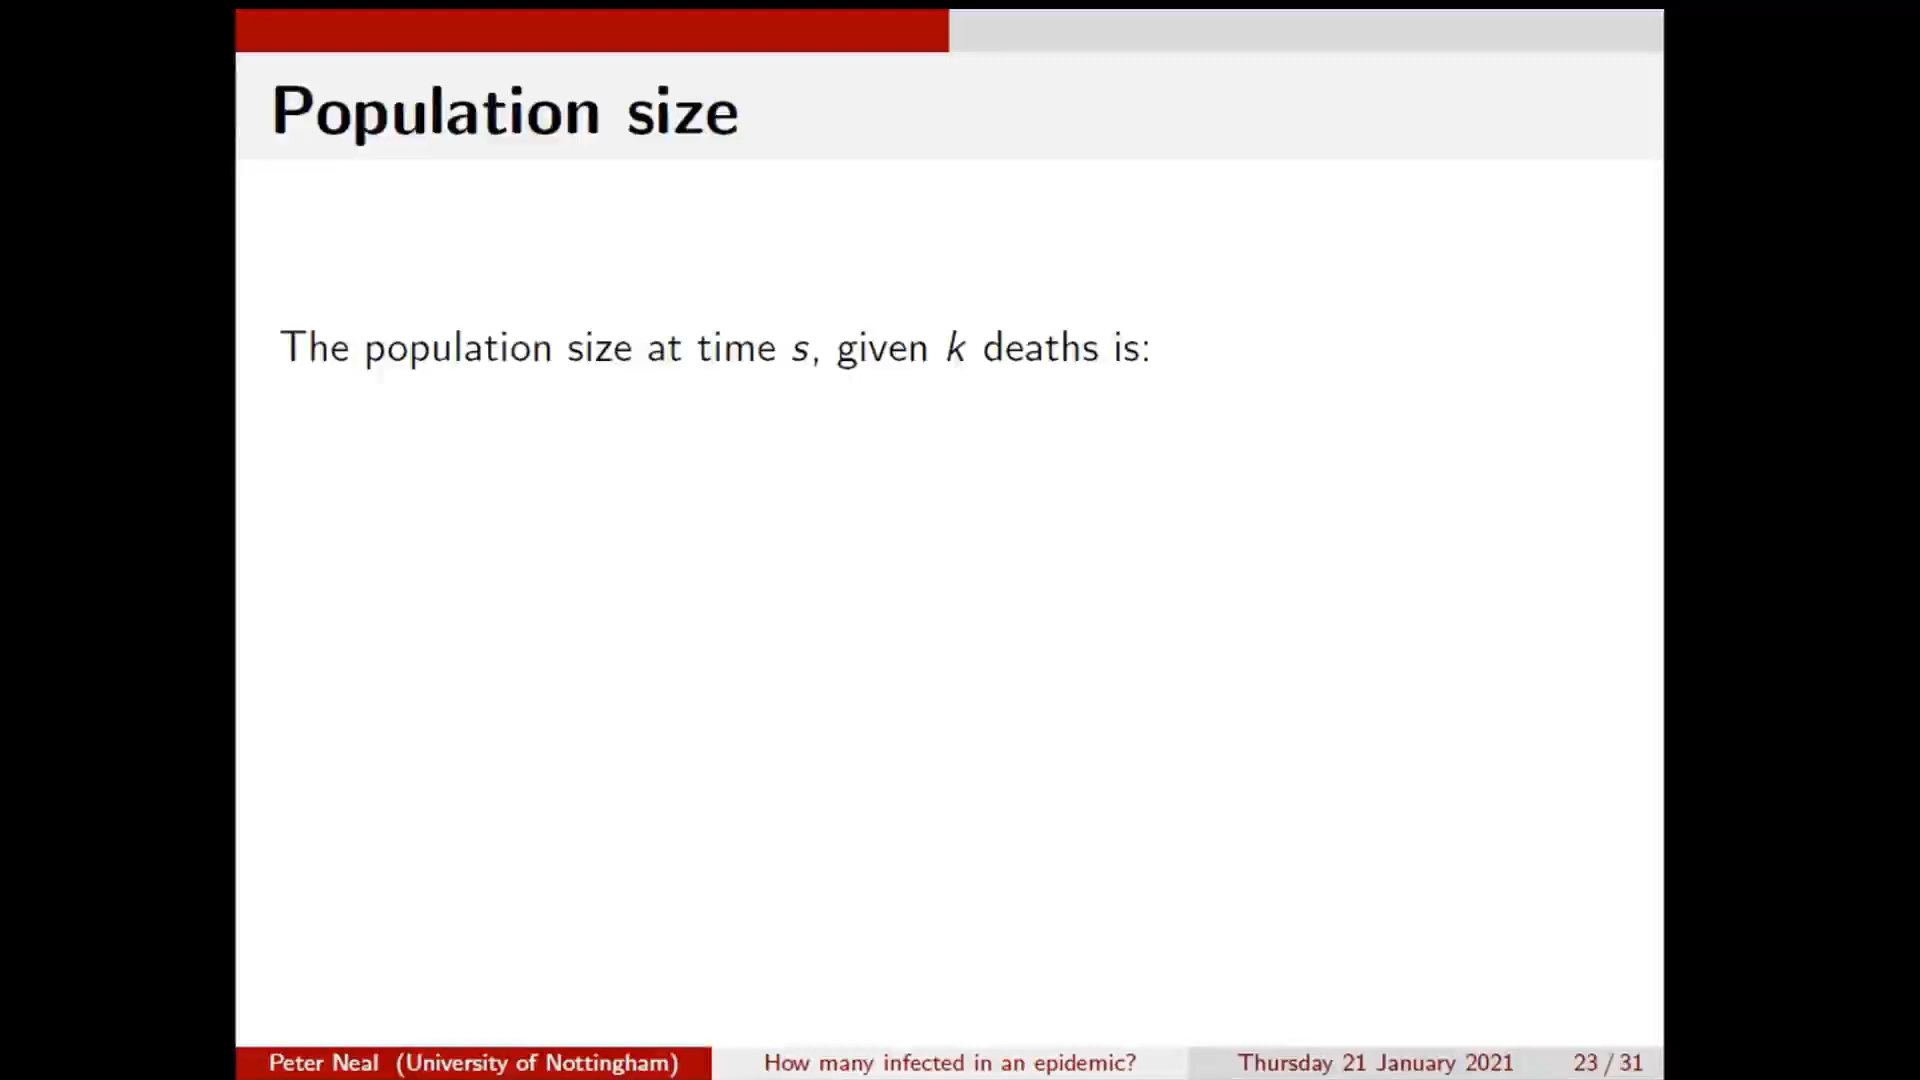 Population size
The population size at time s, given k deaths is:
Peter Neal (University of Nottingham) How many infected in an epidemic? Thursday 21 January 2021 23 / 31